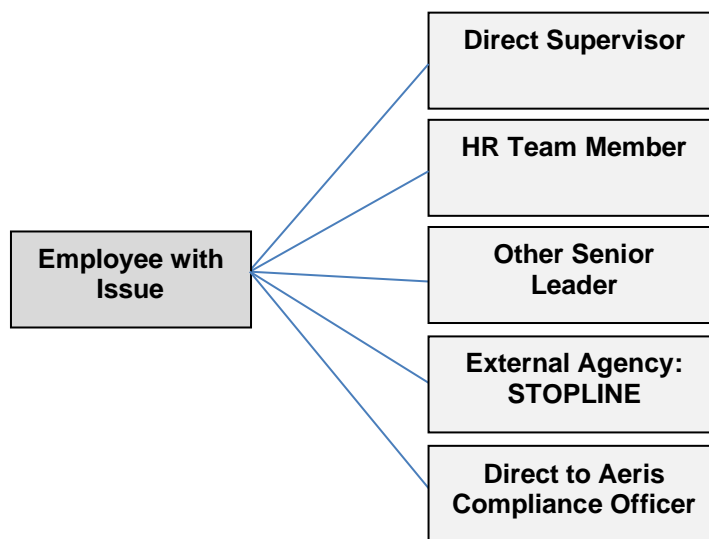 Direct Supervisor
HR Team Member
Employee with
Issue
Other Senior
Leader
External Agency:
STOPLINE
Direct to Aeris
Compliance Officer